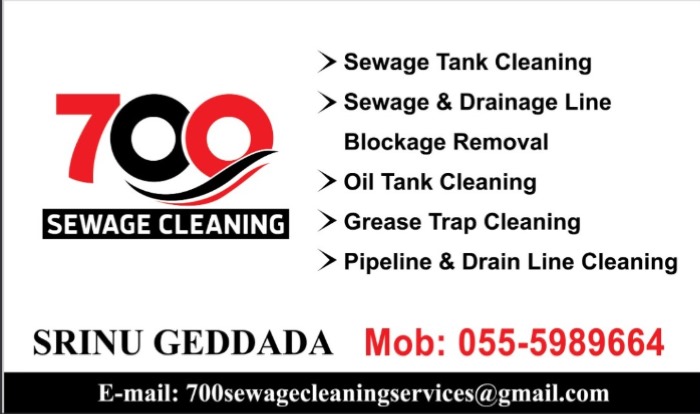 700
SEWAGE CLEANING
Sewage Tank Cleaning
Sewage & Drainage Line
Blockage Removal
Oil Tank Cleaning
Grease Trap Cleaning
Pipeline & Drain Line Cleaning
SRINU GEDDADA Mob: 055-5989664
E-mail: 700sewagecleaningservices@gmail.com